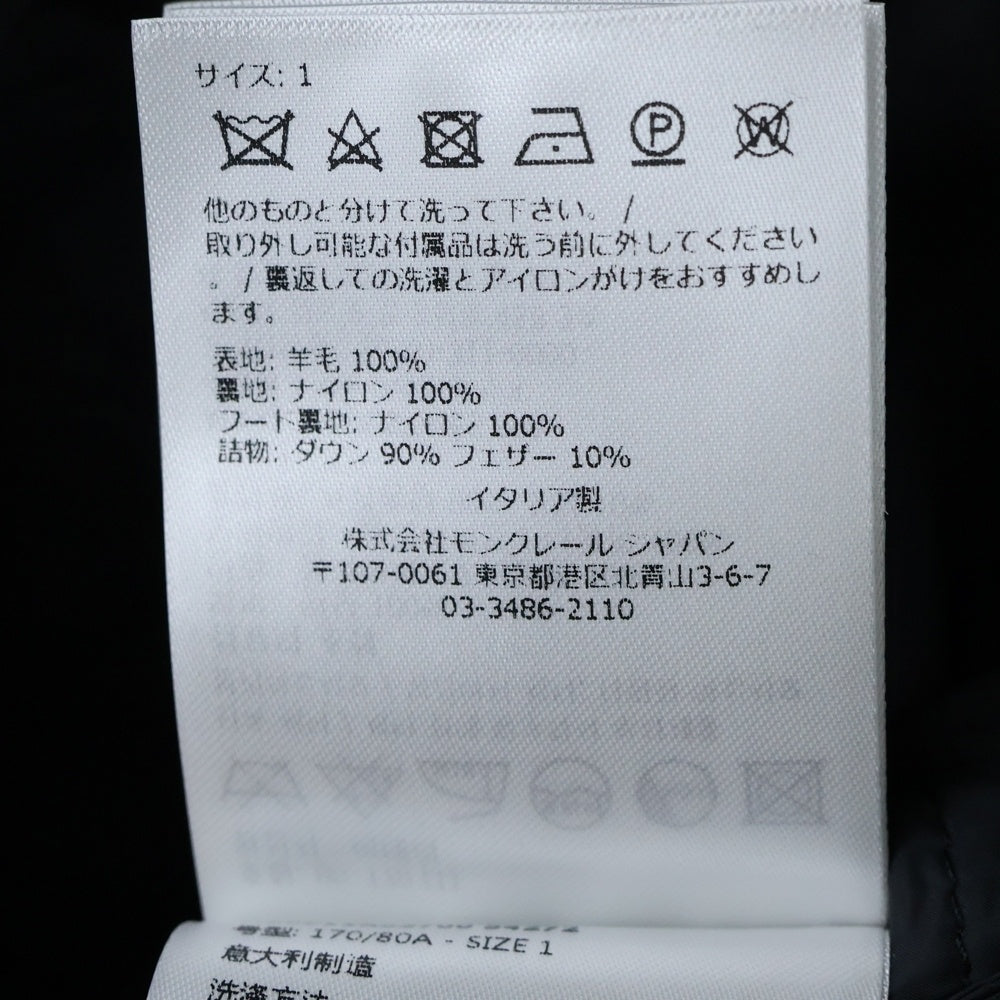 サイズ: 1
他のものと分けて洗って下さい。 /
取り外し可能な付属品は洗う前に外してください
。 / 裏返しての洗濯とアイロンがけをおすすめし
ます。
表地: 羊毛 100%
裏地: ナイロン 100%
フート裏地: ナイロン 100%
詰物: ダウン 90% フェザー 10%
イタリア製
株式会社モンクレール シャパン
〒107-0061 東京都港区北青山3-6-7
03-3486-2110
号型: 170/80A - SIZE 1
意大利制造
洗涤方法